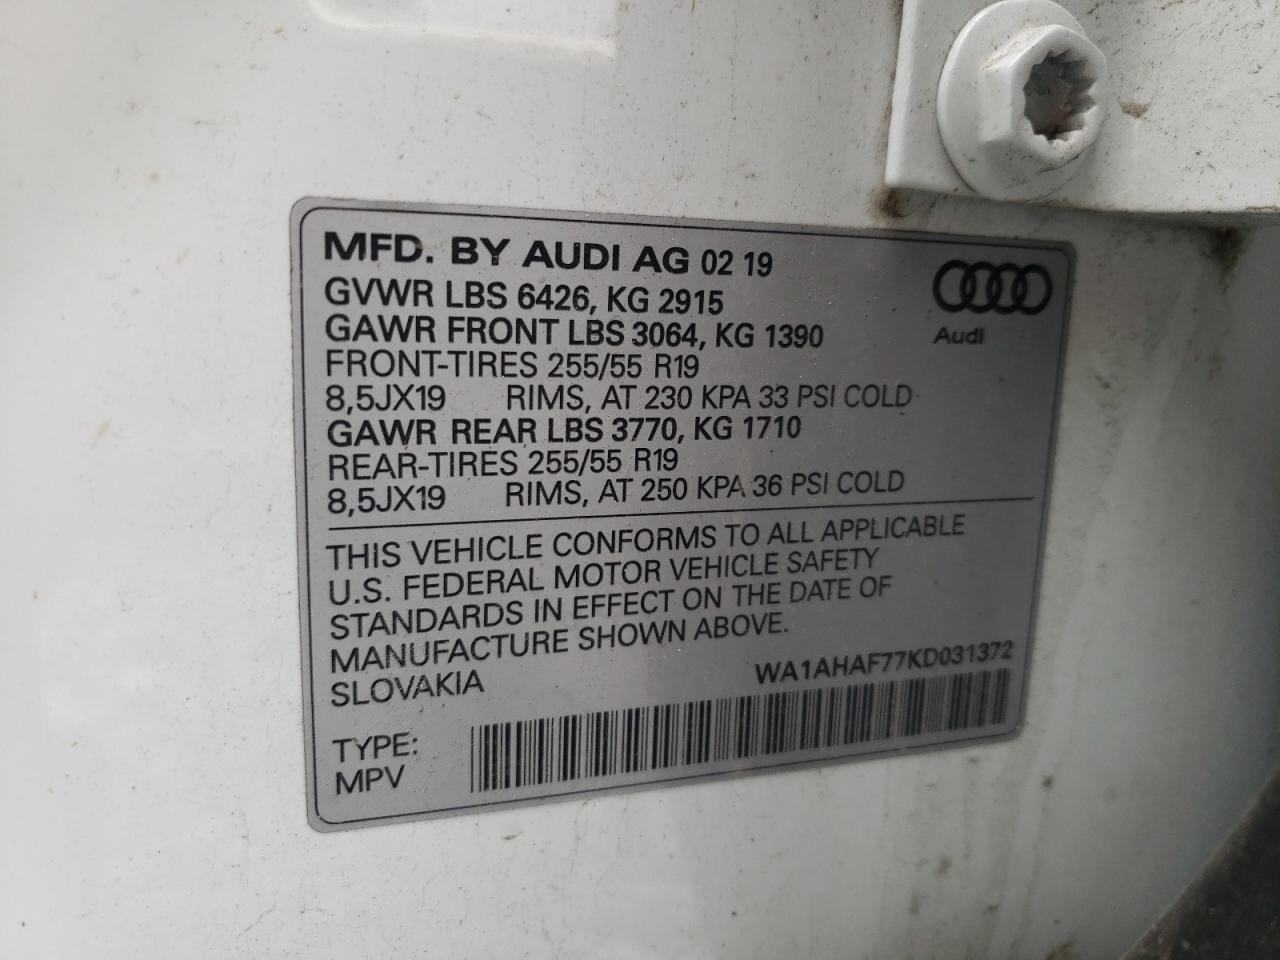 MFD. BY AUDI AG 02 19
GVWR LBS 6426, KG 2915
GAWR FRONT LBS 3064, KG 1390
FRONT-TIRES 255/55 R19
8,5JX19 RIMS, AT 230 KPA 33 PSI COLD
GAWR REAR LBS 3770, KG 1710
REAR-TIRES 255/55 R19
8,5JX19 RIMS, AT 250 KPA 36 PSI COLD
Audi
THIS VEHICLE CONFORMS TO ALL APPLICABLE
U.S. FEDERAL MOTOR VEHICLE SAFETY
STANDARDS IN EFFECT ON THE DATE OF
MANUFACTURE SHOWN ABOVE.
SLOVAKIA
WA1AHAF77KD031372
TYPE:
MPV